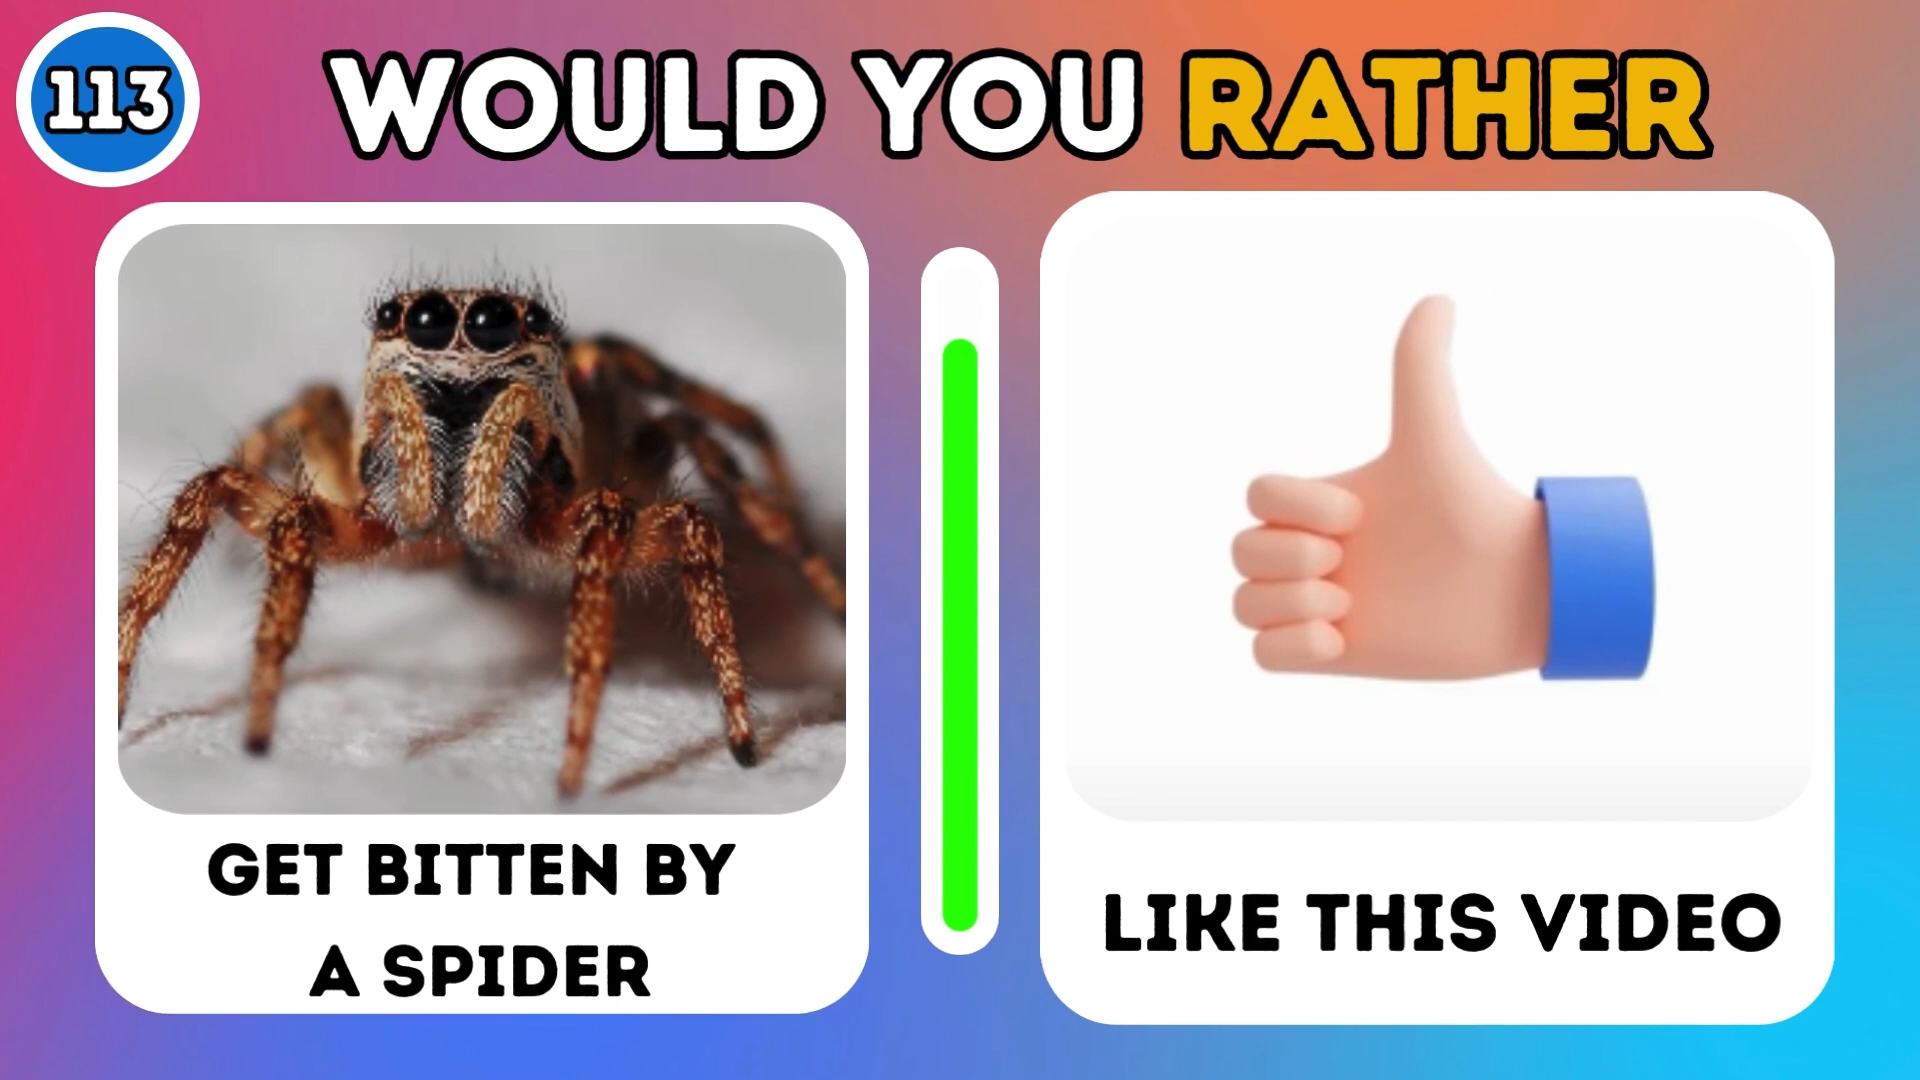 113
WOULD YOU RATHER
GET BITTEN BY
A SPIDER
LIKE THIS VIDEO